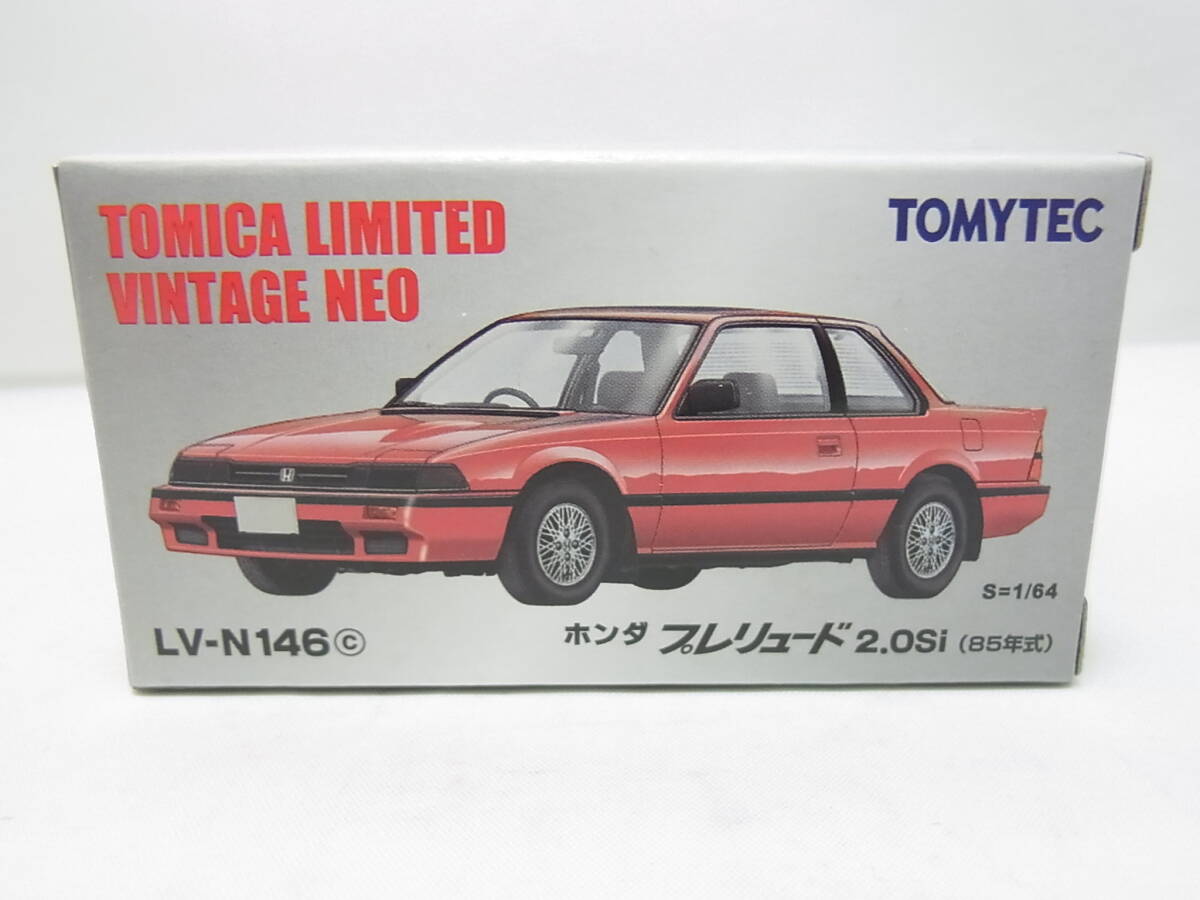 TOMICA LIMITED
VINTAGE NEO
TOMYTEC
S=1/64
LV-N146ⓒ
ホンダ プレリュード 2.0Si (85年式)